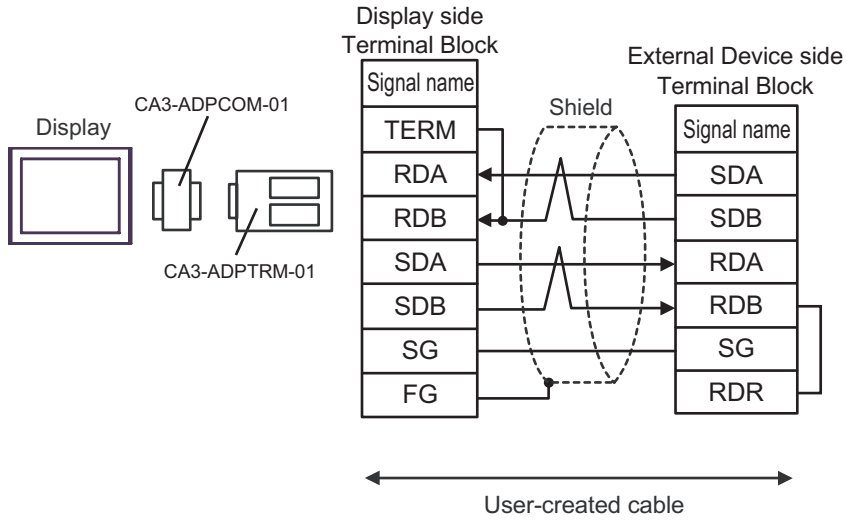 Display side
Terminal Block
External Device side
Terminal Block
Display
CA3-ADPCOM-01
CA3-ADPTRM-01
Shield
Signal name
TERM
RDA
RDB
SDA
SDB
SG
FG
Signal name
SDA
SDB
RDA
RDB
SG
RDR
User-created cable